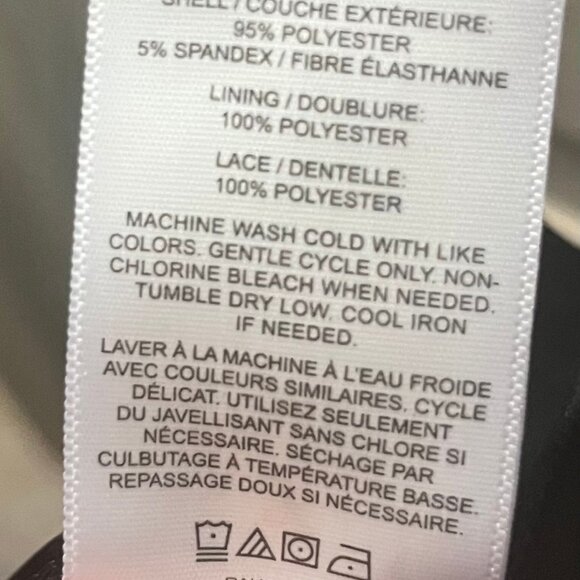 SHELL / COUCHE EXTÉRIEURE:
95% POLYESTER
5% SPANDEX / FIBRE ÉLASTHANNE
LINING / DOUBLURE:
100% POLYESTER
LACE / DENTELLE:
100% POLYESTER
MACHINE WASH COLD WITH LIKE
COLORS. GENTLE CYCLE ONLY. NON-
CHLORINE BLEACH WHEN NEEDED.
TUMBLE DRY LOW. COOL IRON
IF NEEDED.
LAVER À LA MACHINE À L'EAU FROIDE
AVEC COULEURS SIMILAIRES. CYCLE
DÉLICAT. UTILISEZ SEULEMENT
DU JAVELLISANT SANS CHLORE SI
NÉCESSAIRE. SÉCHAGE PAR
CULBUTAGE À TEMPÉRATURE BASSE.
REPASSAGE DOUX SI NÉCESSAIRE.